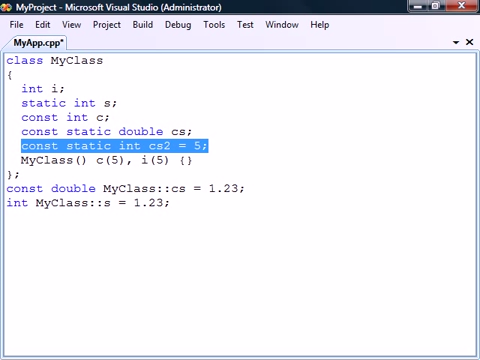 MyProject - Microsoft Visual Studio (Administrator)
File Edit View Project Build Debug Tools Test Window Help
MyApp.cpp*
class MyClass
{
int i;
static int s;
const int c;
const static double cs;
const static int cs2 = 5;
MyClass() c(5), i(5) {}
};
const double MyClass::cs = 1.23;
int MyClass::s = 1.23;